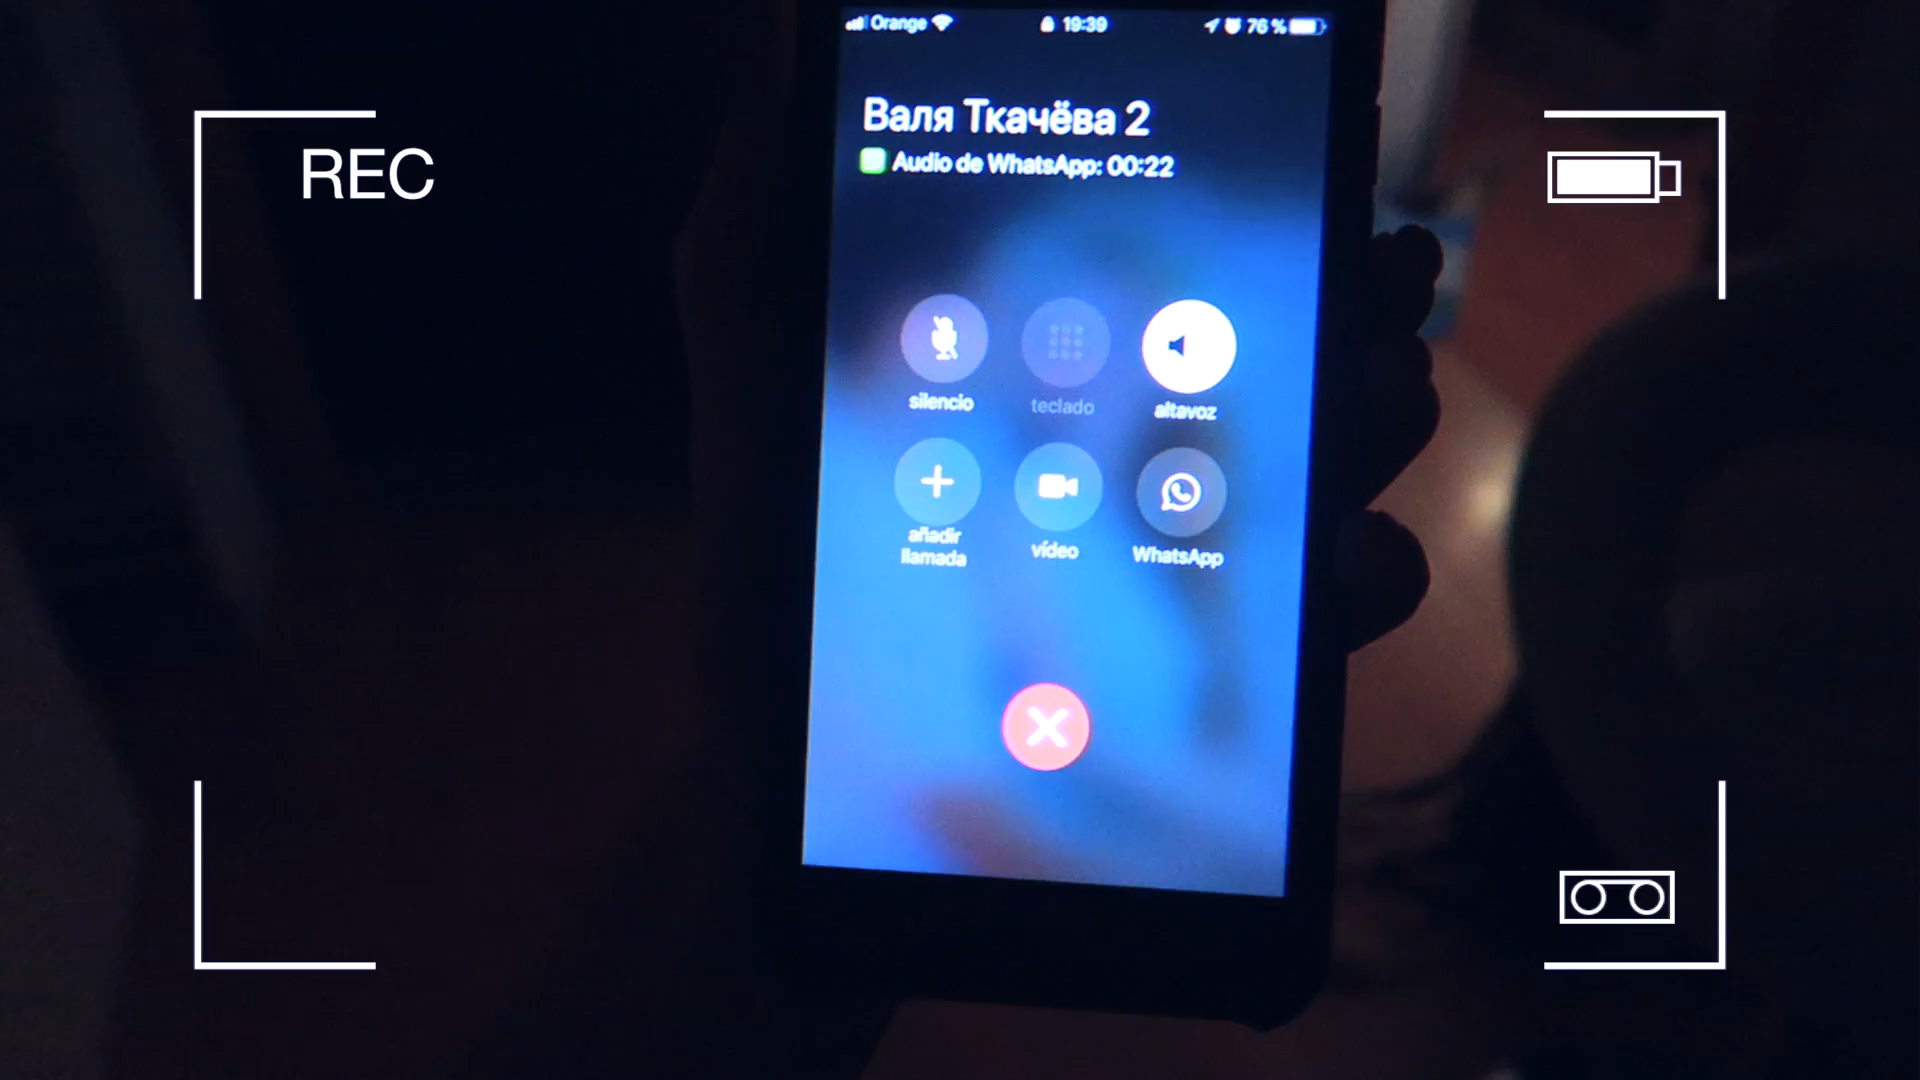 Orange 19:39 76 %
REC
Валя Ткачёва 2
Audio de WhatsApp: 00:22
silencio teclado altavoz
añadir
llamada vídeo WhatsApp